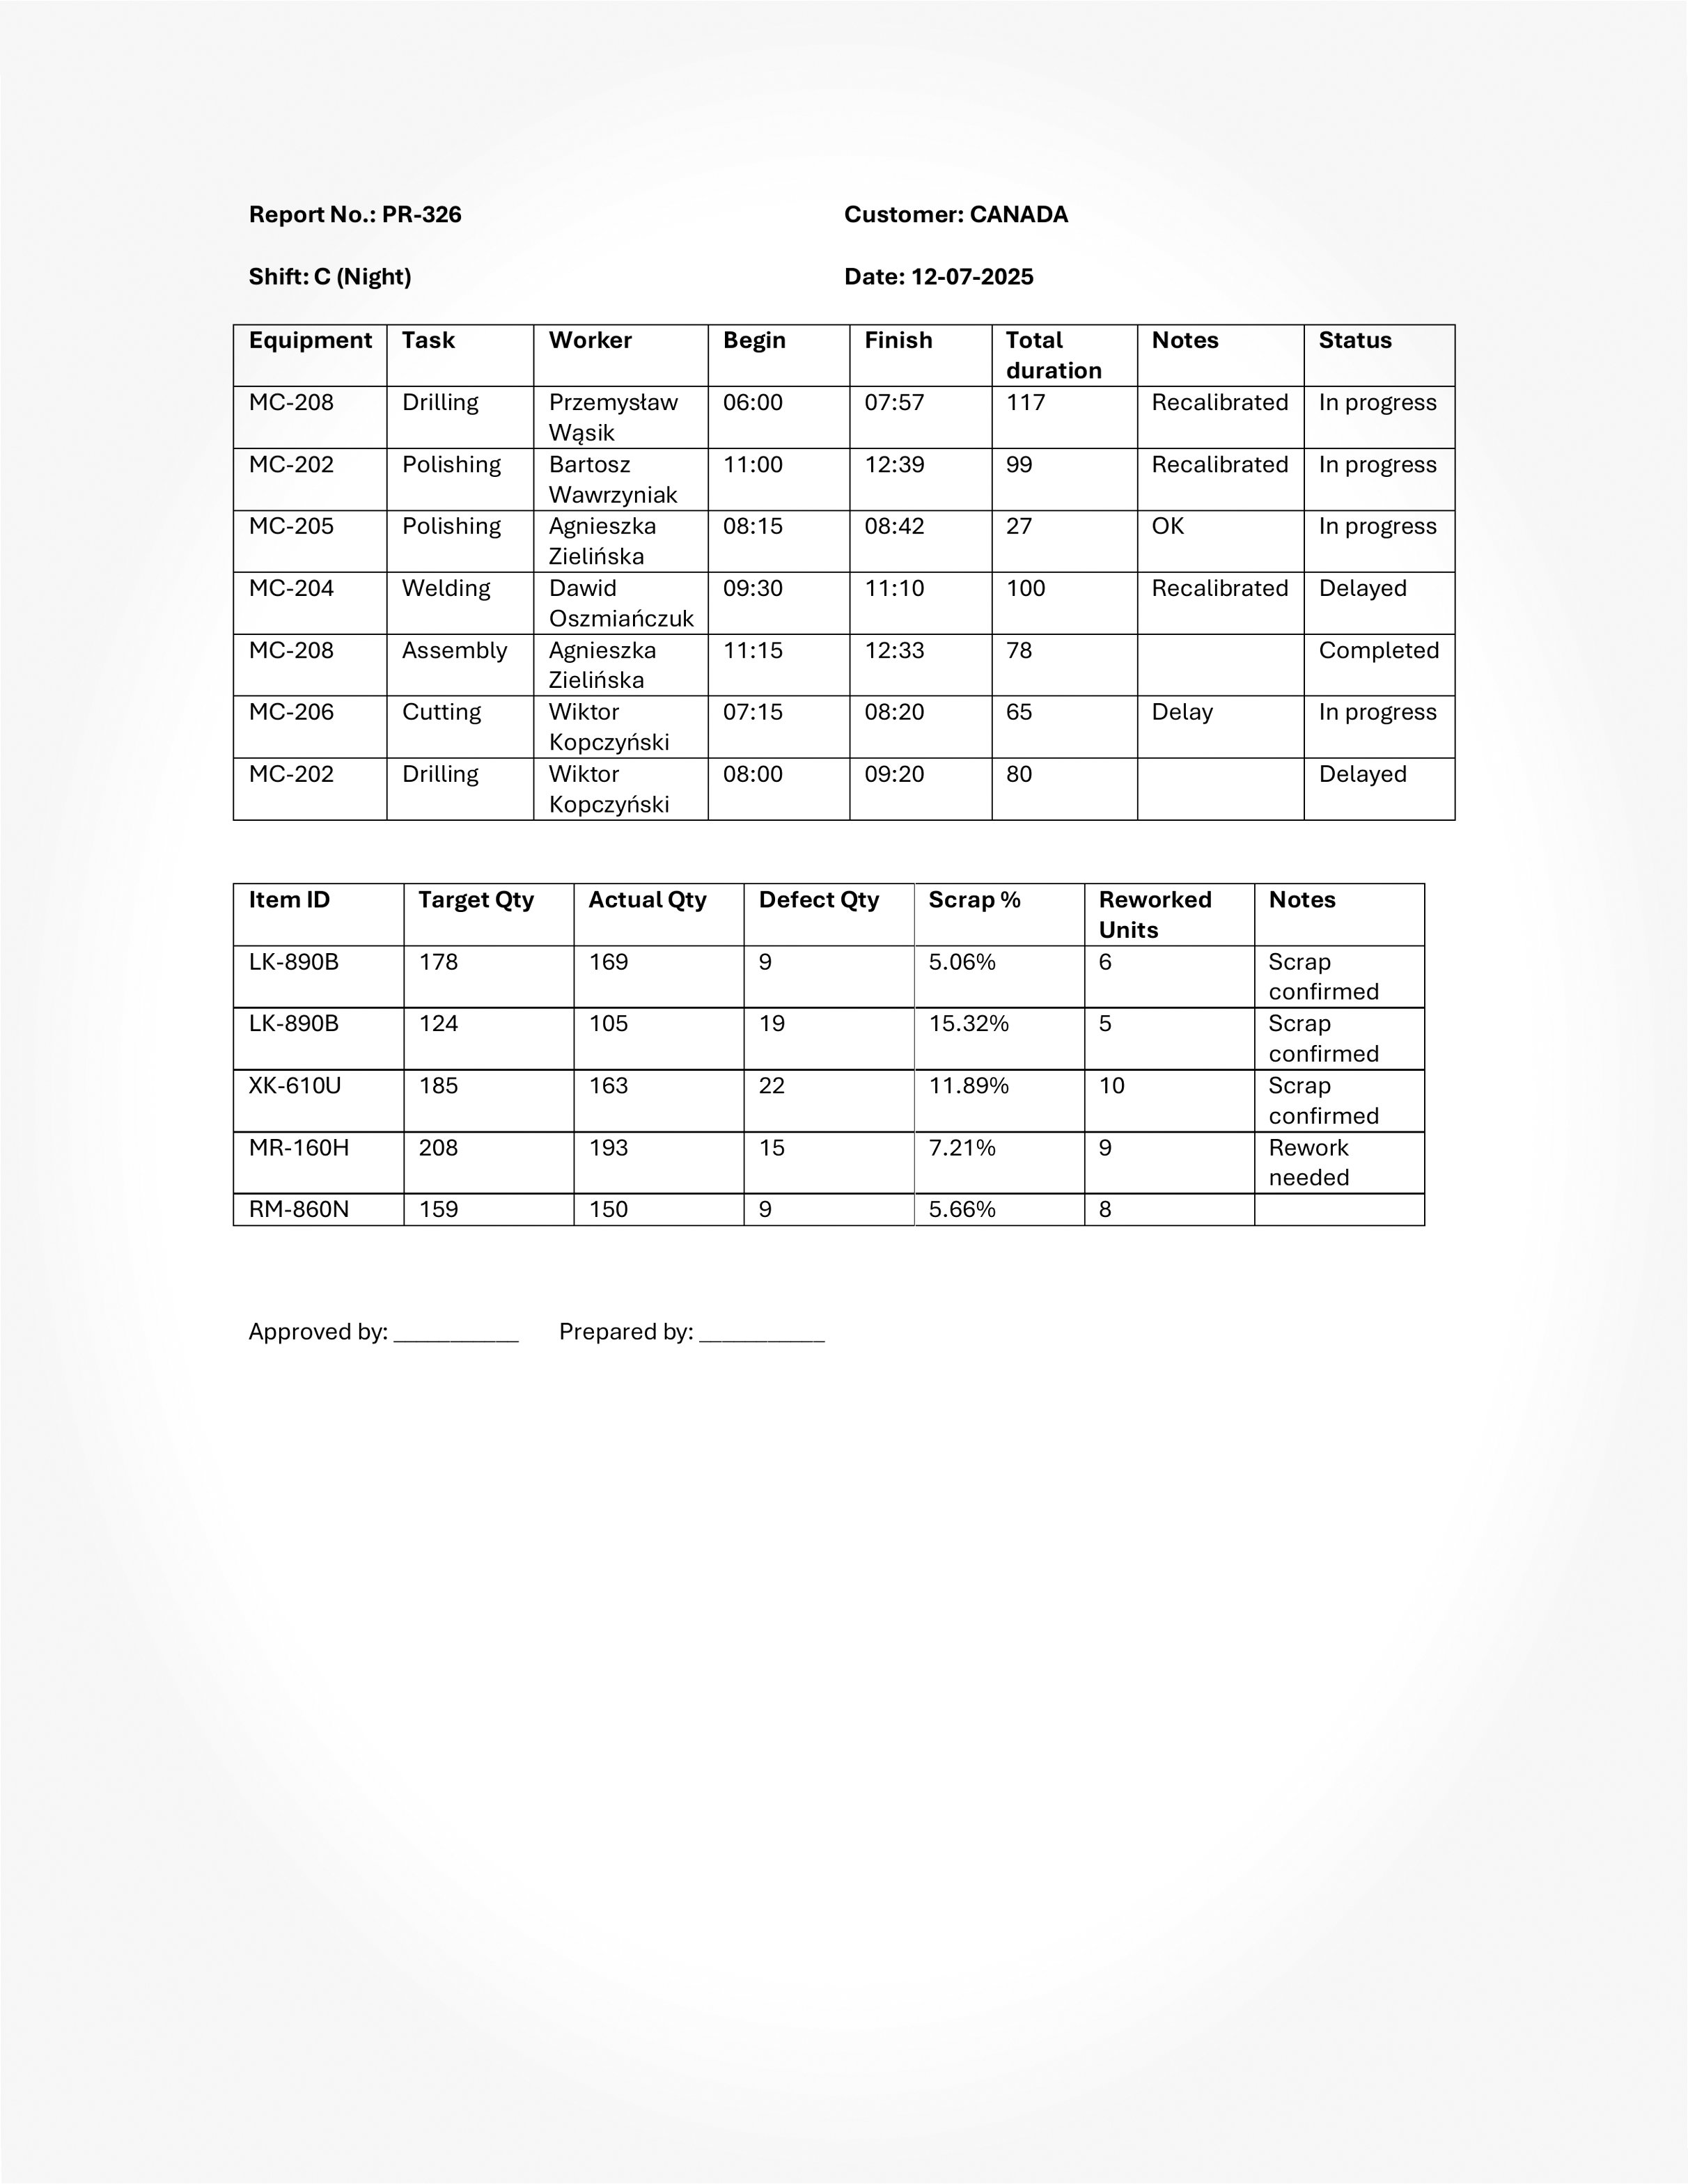 Report No.: PR-326 Customer: CANADA
Shift: C (Night) Date: 12-07-2025
Equipment Task Worker Begin Finish Total duration Notes Status
MC-208 Drilling Przemysław Wąsik 06:00 07:57 117 Recalibrated In progress
MC-202 Polishing Bartosz Wawrzyniak 11:00 12:39 99 Recalibrated In progress
MC-205 Polishing Agnieszka Zielińska 08:15 08:42 27 OK In progress
MC-204 Welding Dawid Oszmiańczuk 09:30 11:10 100 Recalibrated Delayed
MC-208 Assembly Agnieszka Zielińska 11:15 12:33 78 Completed
MC-206 Cutting Wiktor Kopczyński 07:15 08:20 65 Delay In progress
MC-202 Drilling Wiktor Kopczyński 08:00 09:20 80 Delayed
Item ID Target Qty Actual Qty Defect Qty Scrap % Reworked Units Notes
LK-890B 178 169 9 5.06% 6 Scrap confirmed
LK-890B 124 105 19 15.32% 5 Scrap confirmed
XK-610U 185 163 22 11.89% 10 Scrap confirmed
MR-160H 208 193 15 7.21% 9 Rework needed
RM-860N 159 150 9 5.66% 8
Approved by: __________ Prepared by: __________